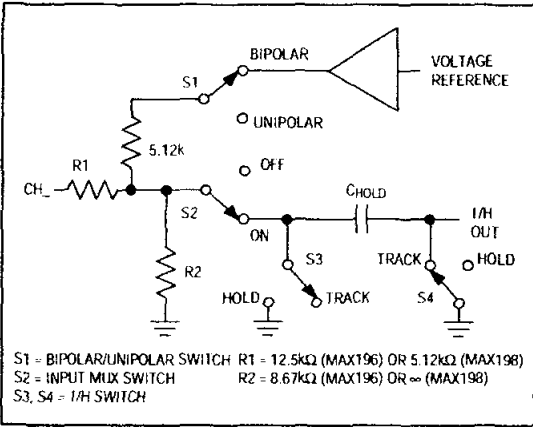 BIPOLAR
VOLTAGE
REFERENCE
S1
UNIPOLAR
5.12k
OFF
R1
CH_
S2
CHOLD
ON
T/H
OUT
S3
TRACK
HOLD
R2
HOLD
TRACK
S4
S1 = BIPOLAR/UNIPOLAR SWITCH R1 = 12.5kΩ (MAX196) OR 5.12kΩ (MAX198)
S2 = INPUT MUX SWITCH R2 = 8.67kΩ (MAX196) OR ∞ (MAX198)
S3, S4 = T/H SWITCH